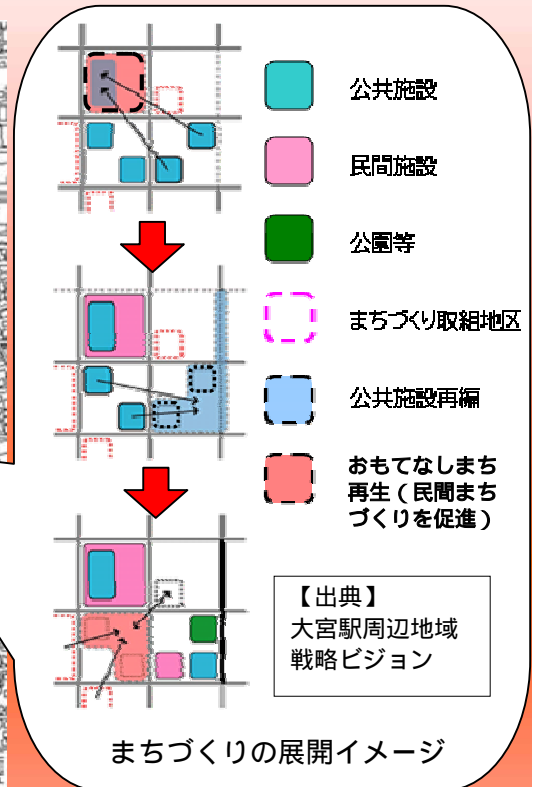 公共施設
民間施設
公園等
まちづくり取組地区
公共施設再編
おもてなしまち
再生（民間まち
づくりを促進）
【出典】
大宮駅周辺地域
戦略ビジョン
まちづくりの展開イメージ